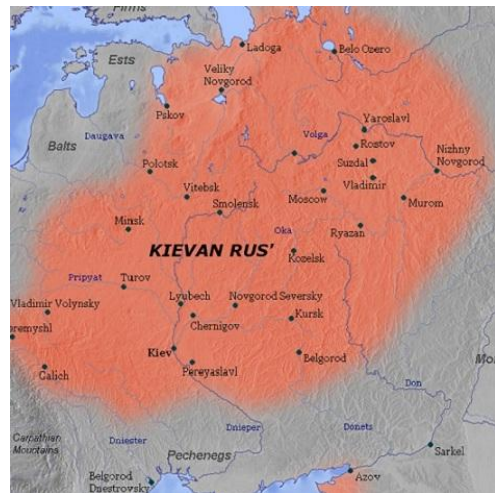 Finns
Ladoga
Belo Ozero
Ests
Veliky
Novgorod
Pskov
Yaroslavl
Daugava
Volga
Rostov
Balts
Nizhny
Novgorod
Suzdal
Polotsk
Vladimir
Vitebsk
Moscow
Murom
Smolensk
Minsk
Oka
Ryazan
KIEVAN RUS'
Kozelsk
Pripyat
Turov
Vladimir Volynsky
Lyubech
Novgorod Seversky
Chernigov
Kursk
premyshl
Kiev
Belgorod
Pereyaslavl
Galich
Mo
Don
Dnieper
Donets
Carpathian
Mountains
Dniester
Pechenegs
Sarkel
Belgorod
Dnestrovsky
Azov